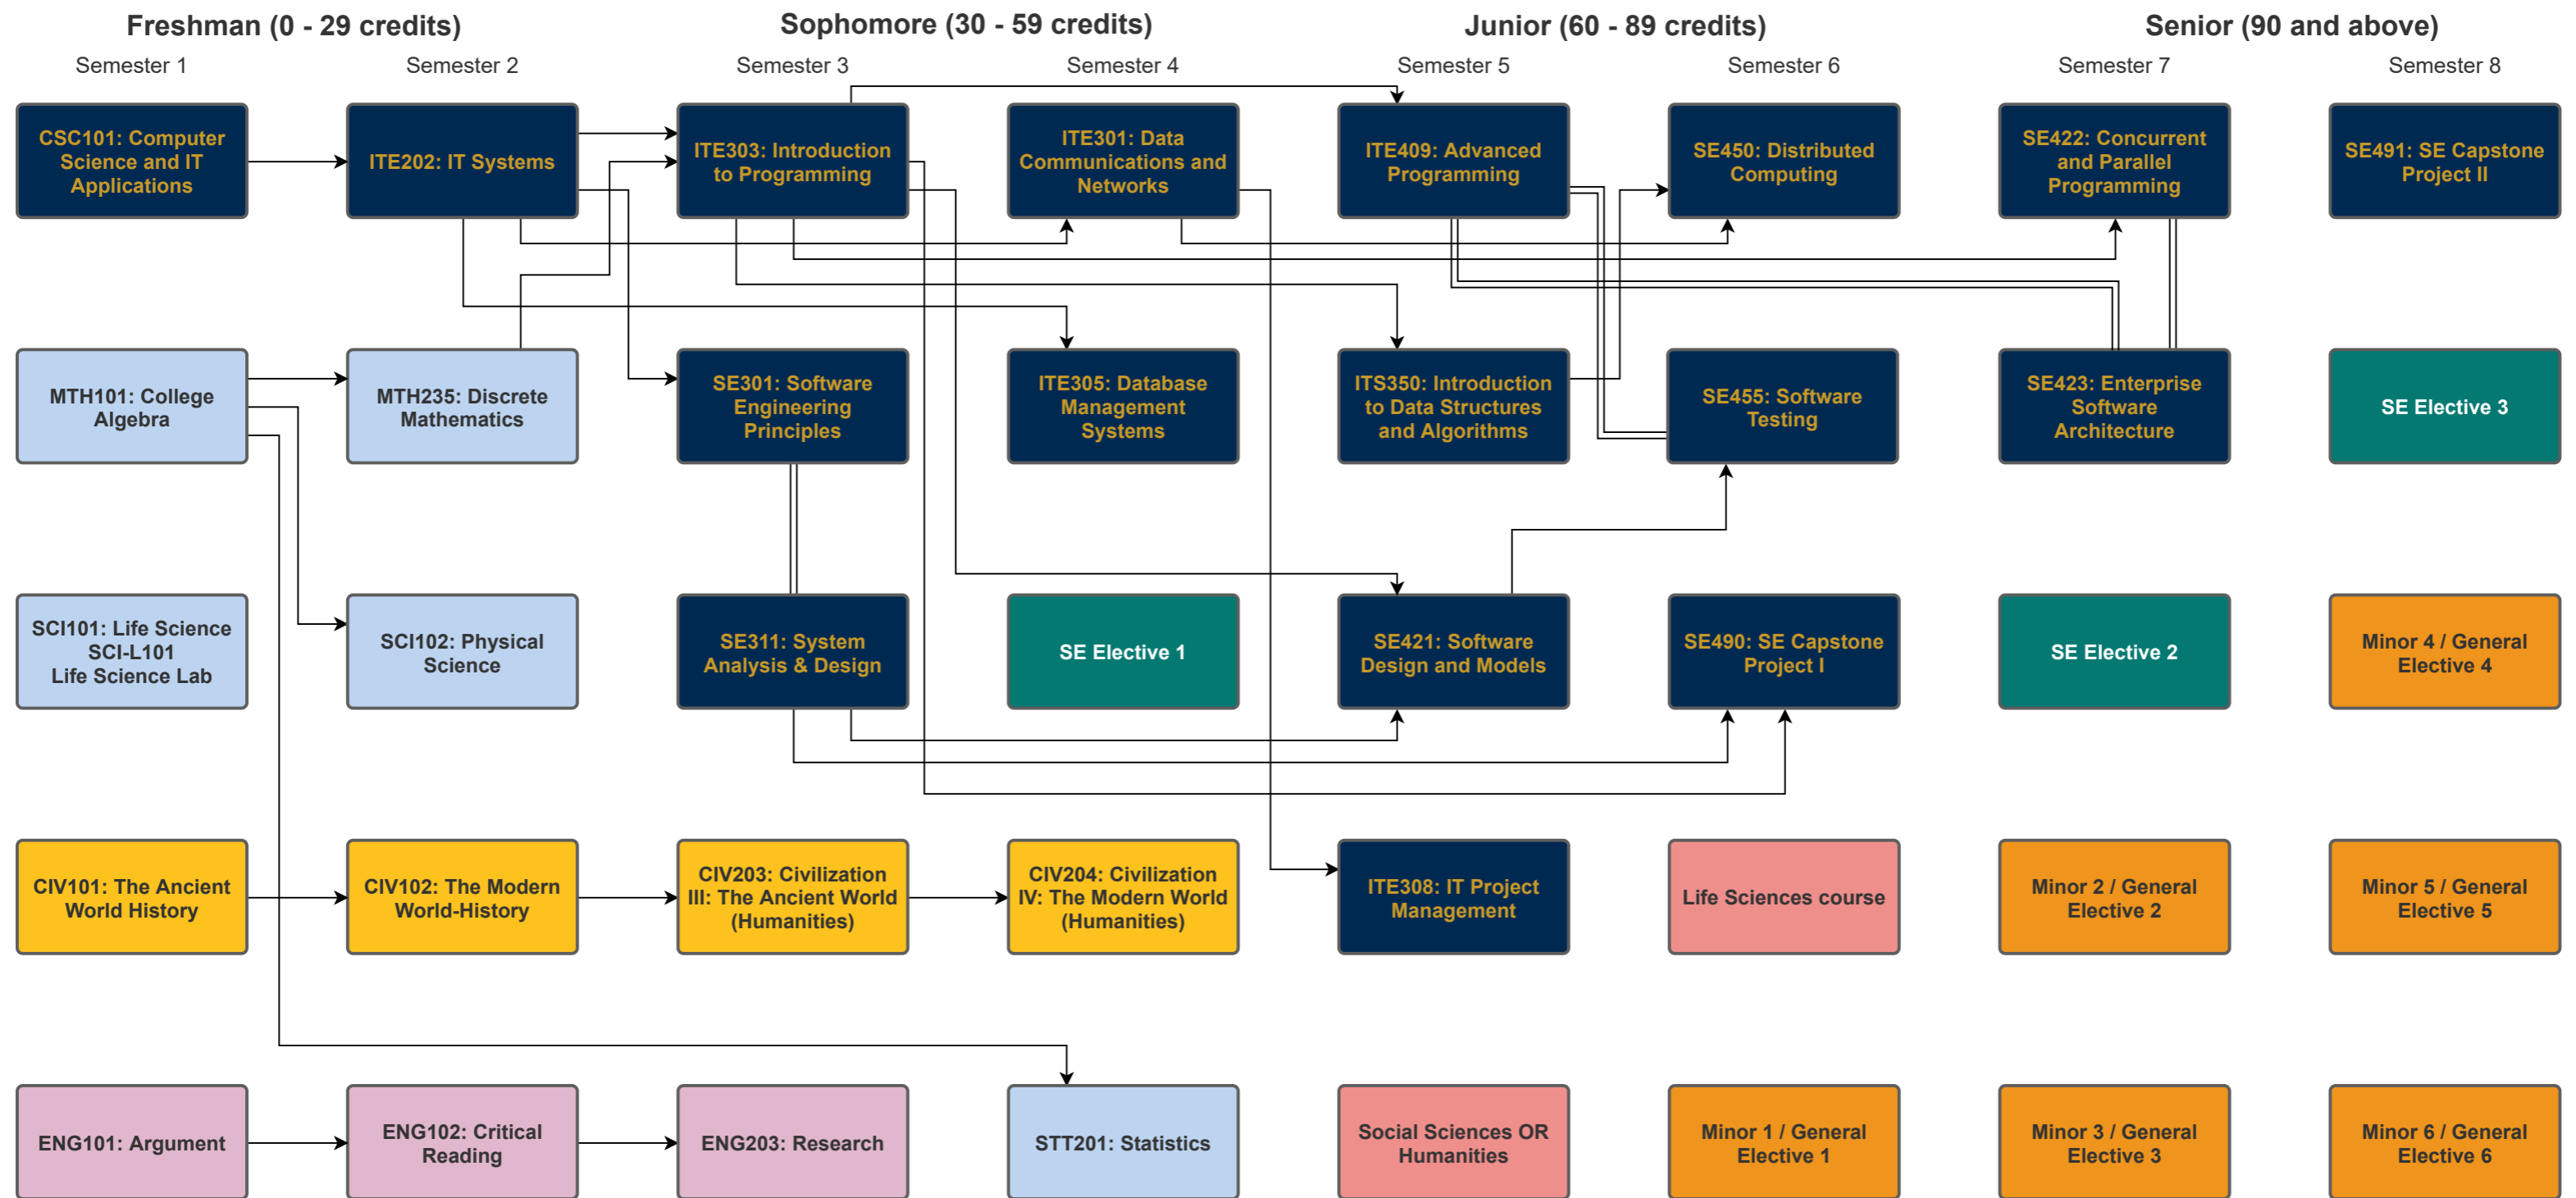 Freshman (0 - 29 credits)
Sophomore (30 - 59 credits)
Junior (60 - 89 credits)
Senior (90 and above)
Semester 1
Semester 2
Semester 3
Semester 4
Semester 5
Semester 6
Semester 7
Semester 8
CSC101: Computer
Science and IT
Applications
ITE202: IT Systems
ITE303: Introduction
to Programming
ITE301: Data
Communications and
Networks
ITE409: Advanced
Programming
SE450: Distributed
Computing
SE422: Concurrent
and Parallel
Programming
SE491: SE Capstone
Project II
MTH101: College
Algebra
MTH235: Discrete
Mathematics
SE301: Software
Engineering
Principles
ITE305: Database
Management
Systems
ITS350: Introduction
to Data Structures
and Algorithms
SE455: Software
Testing
SE423: Enterprise
Software
Architecture
SE Elective 3
SCI101: Life Science
SCI-L101
Life Science Lab
SCI102: Physical
Science
SE311: System
Analysis & Design
SE Elective 1
SE421: Software
Design and Models
SE490: SE Capstone
Project I
SE Elective 2
Minor 4 / General
Elective 4
CIV101: The Ancient
World History
CIV102: The Modern
World-History
CIV203: Civilization
III: The Ancient World
(Humanities)
CIV204: Civilization
IV: The Modern World
(Humanities)
ITE308: IT Project
Management
Life Sciences course
Minor 2 / General
Elective 2
Minor 5 / General
Elective 5
ENG101: Argument
ENG102: Critical
Reading
ENG203: Research
STT201: Statistics
Social Sciences OR
Humanities
Minor 1 / General
Elective 1
Minor 3 / General
Elective 3
Minor 6 / General
Elective 6